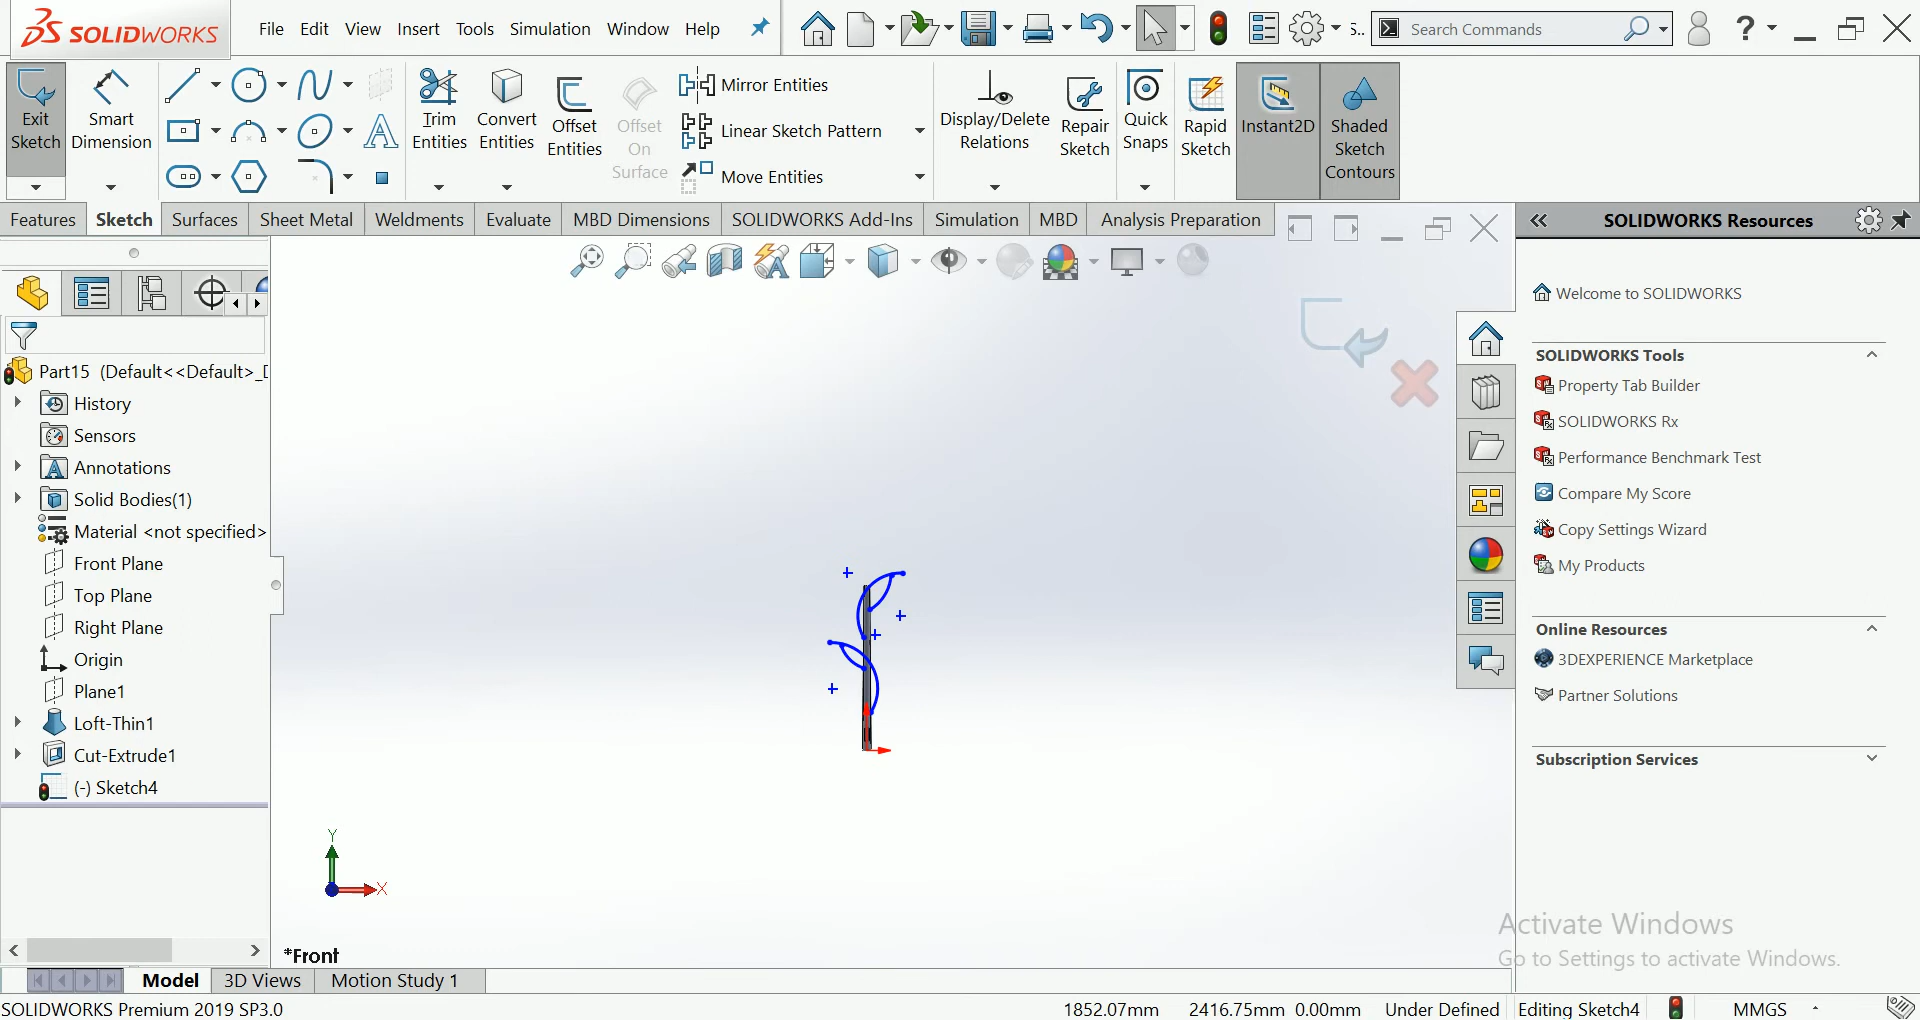 SOLIDWORKS
File Edit View Insert Tools Simulation Window Help
S..
Search Commands
?
Exit Sketch
Smart Dimension
Trim Entities
Convert Entities
Offset Entities
Offset On Surface
Mirror Entities
Linear Sketch Pattern
Move Entities
Display/Delete Relations
Repair Sketch
Quick Snaps
Rapid Sketch
Instant2D
Shaded Sketch Contours
Features Sketch Surfaces Sheet Metal Weldments Evaluate MBD Dimensions SOLIDWORKS Add-Ins Simulation MBD Analysis Preparation
SOLIDWORKS Resources
Part15 (Default<<Default>_D
History
Sensors
Annotations
Solid Bodies(1)
Material <not specified>
Front Plane
Top Plane
Right Plane
Origin
Plane1
Loft-Thin1
Cut-Extrude1
(-) Sketch4
Y
X
*Front
Welcome to SOLIDWORKS
SOLIDWORKS Tools
Property Tab Builder
SOLIDWORKS Rx
Performance Benchmark Test
Compare My Score
Copy Settings Wizard
My Products
Online Resources
3DEXPERIENCE Marketplace
Partner Solutions
Subscription Services
Activate Windows
Go to Settings to activate Windows.
Model 3D Views Motion Study 1
SOLIDWORKS Premium 2019 SP3.0
1852.07mm 2416.75mm 0.00mm Under Defined Editing Sketch4 MMGS